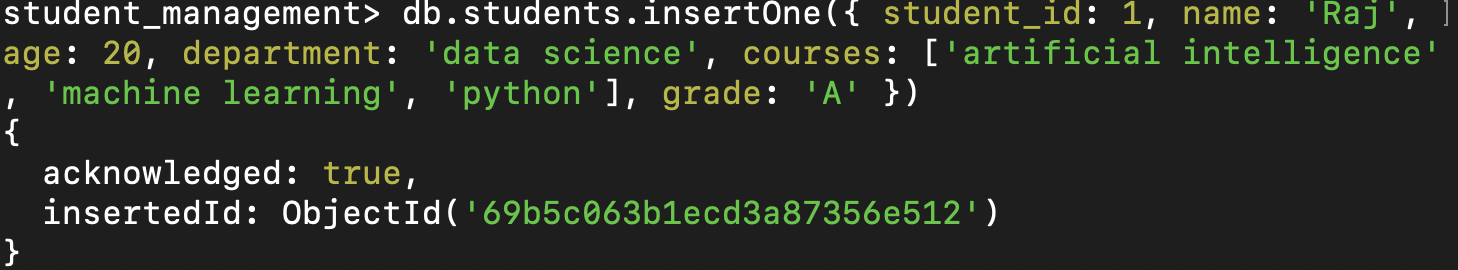 student_management> db.students.insertOne({ student_id: 1, name: 'Raj', ]
age: 20, department: 'data science', courses: ['artificial intelligence'
, 'machine learning', 'python'], grade: 'A' })
{
  acknowledged: true,
  insertedId: ObjectId('69b5c063b1ecd3a87356e512')
}